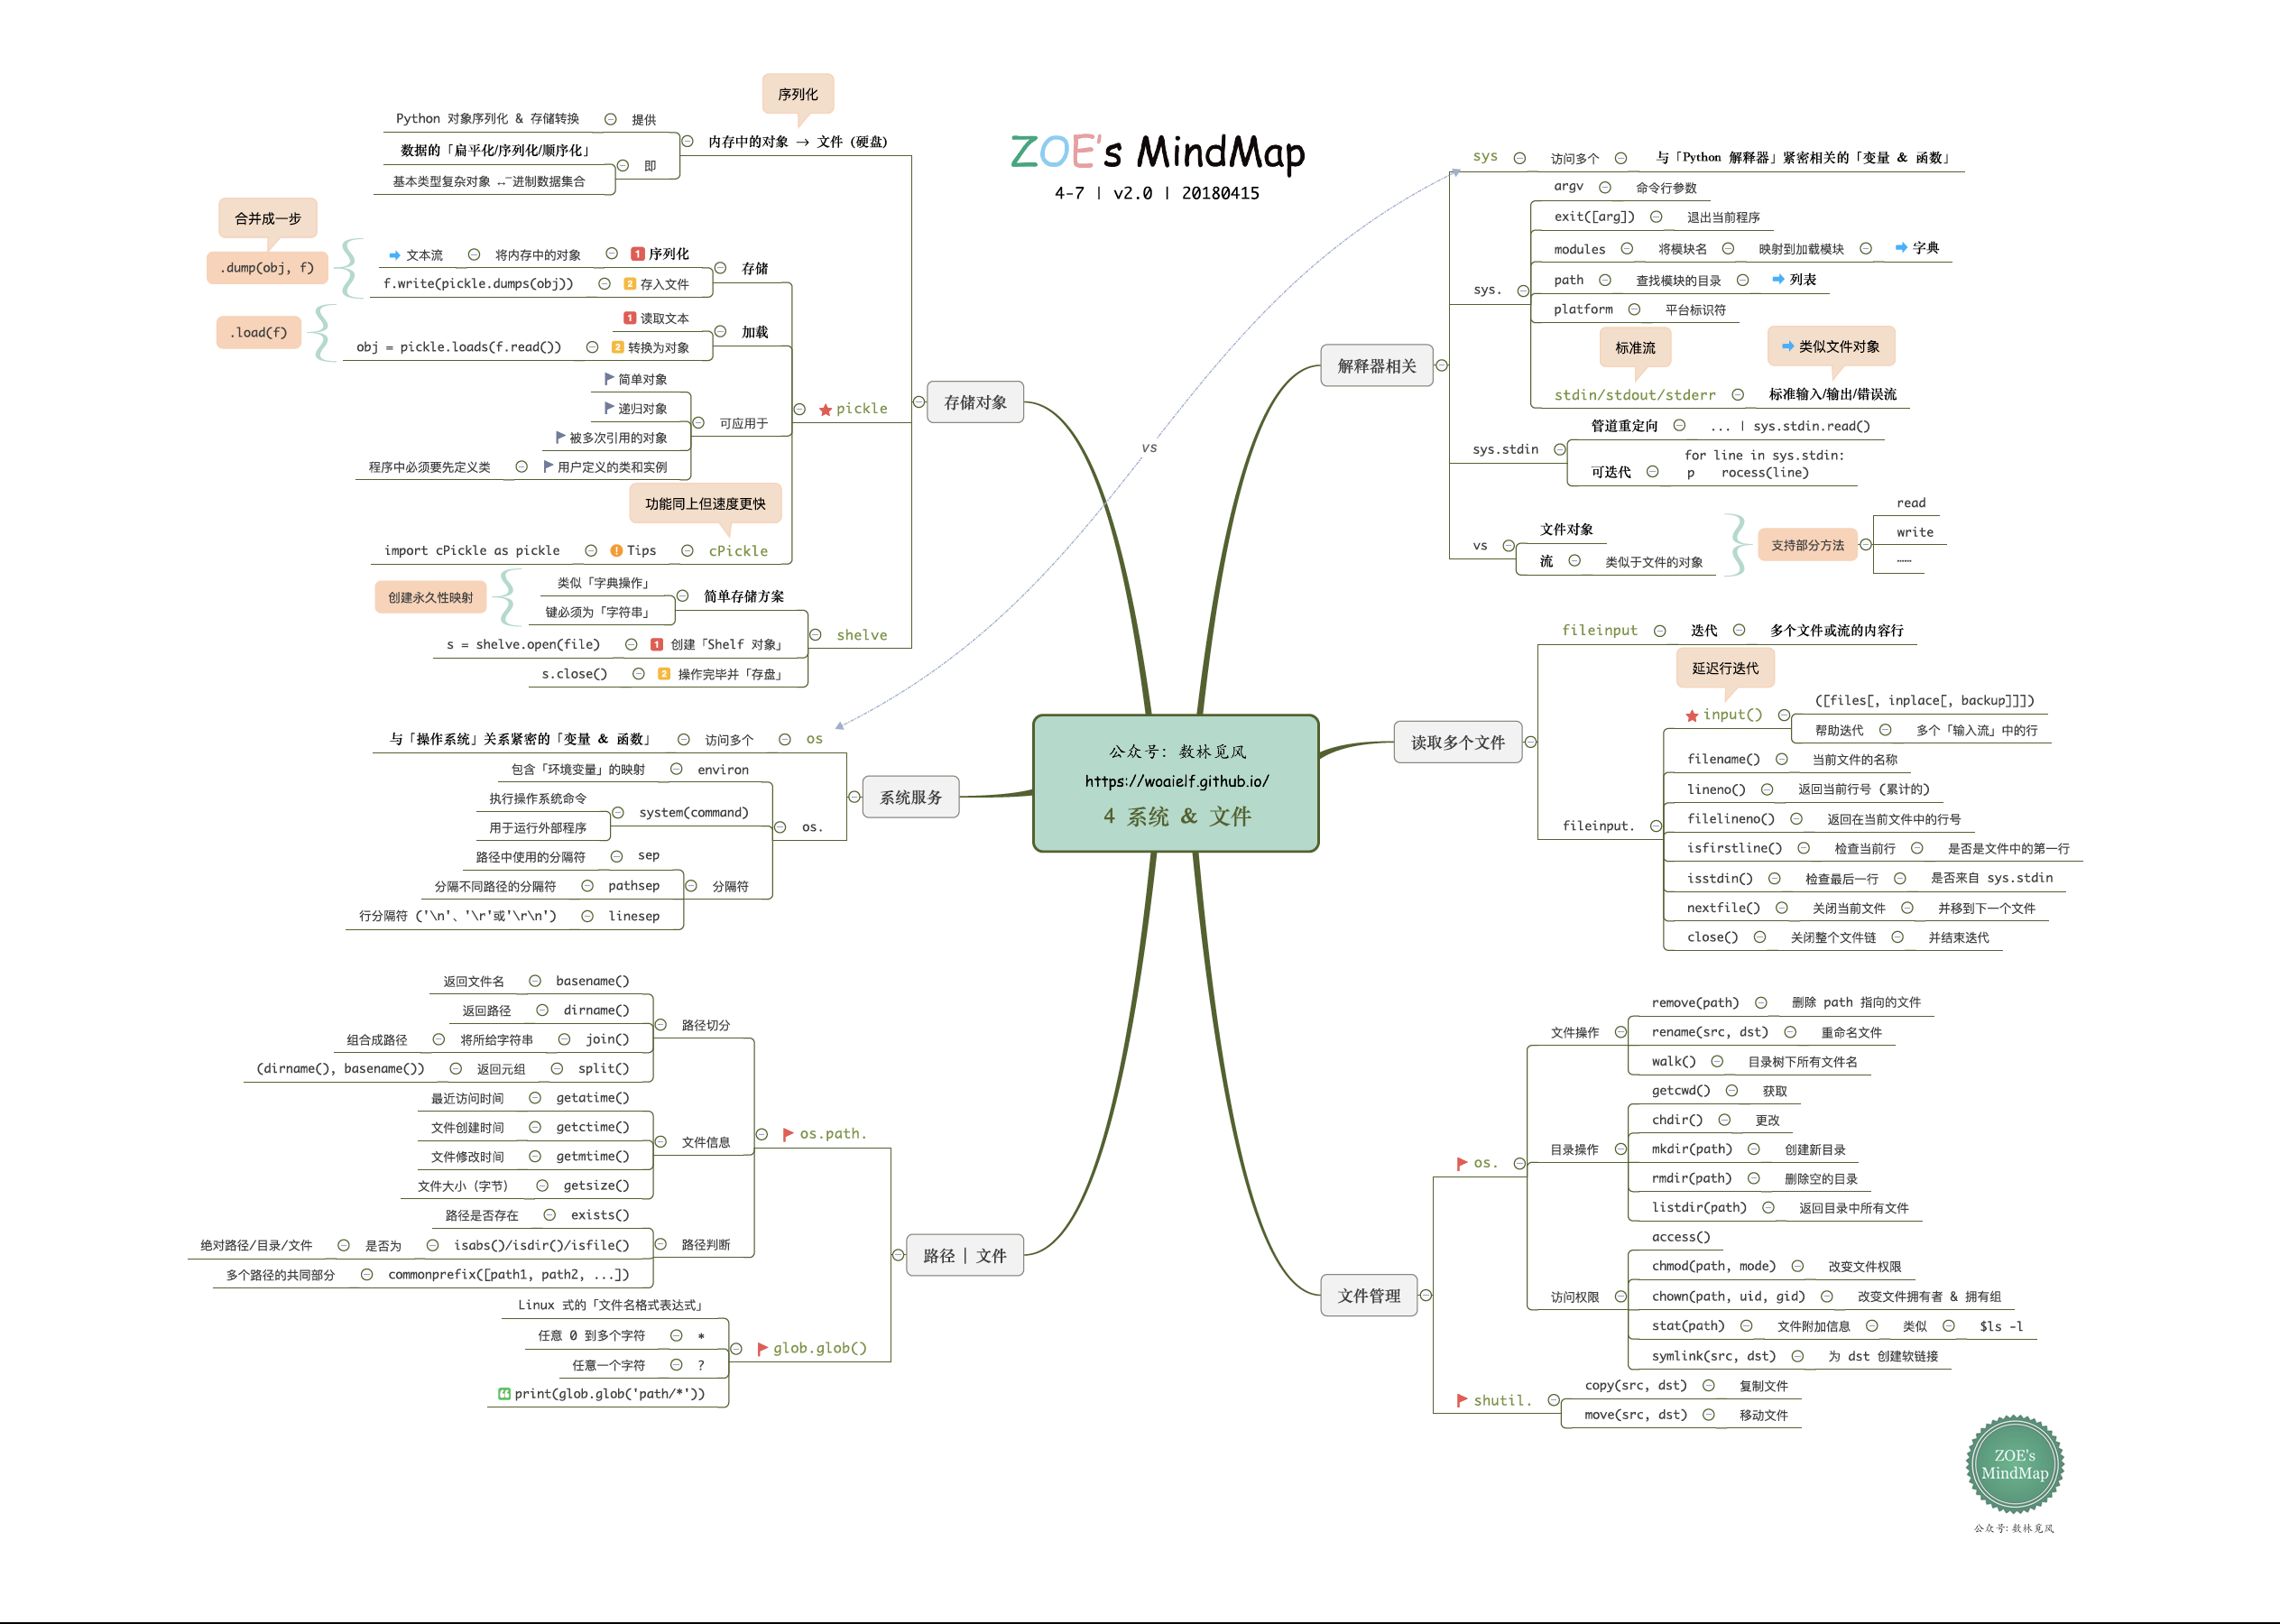 ZOE's MindMap
4-7 | v2.0 | 20180415
公众号: 数林觅风
https://woaielf.github.io/
4 系统 & 文件
存储对象
序列化
内存中的对象 → 文件 (硬盘)
提供
Python 对象序列化 & 存储转换
即
数据的「扁平化/序列化/顺序化」
pickle
存储
1 序列化
将内存中的对象
文本流
2 存入文件
f.write(pickle.dumps(obj))
合并成一步
.dump(obj, f)
加载
1 读取文本
2 转换为对象
obj = pickle.loads(f.read())
.load(f)
可应用于
简单对象
递归对象
被多次引用的对象
用户定义的类和实例
程序中必须要先定义类
功能同上但速度更快
cPickle
Tips
import cPickle as pickle
shelve
简单存储方案
类似「字典操作」
键必须为「字符串」
创建永久性映射
1 创建「Shelf 对象」
s = shelve.open(file)
2 操作完毕并「存盘」
s.close()
vs
系统服务
os
访问多个
与「操作系统」关系紧密的「变量 & 函数」
os.
environ
包含「环境变量」的映射
system(command)
执行操作系统命令
用于运行外部程序
分隔符
sep
路径中使用的分隔符
pathsep
分隔不同路径的分隔符
linesep
行分隔符 ('\n'、'\r'或'\r\n')
路径 | 文件
os.path.
路径切分
basename()
返回文件名
dirname()
返回路径
join()
将所给字符串
组合成路径
split()
返回元组
(dirname(), basename())
文件信息
getatime()
最近访问时间
getctime()
文件创建时间
getmtime()
文件修改时间
getsize()
文件大小 (字节)
路径判断
exists()
路径是否存在
isabs()/isdir()/isfile()
是否为
绝对路径/目录/文件
commonprefix([path1, path2, ...])
多个路径的共同部分
glob.glob()
Linux 式的「文件名格式表达式」
*
任意 0 到多个字符
?
任意一个字符
print(glob.glob('path/*'))
解释器相关
sys
访问多个
与「Python 解释器」紧密相关的「变量 & 函数」
sys.
argv
命令行参数
exit([arg])
退出当前程序
modules
将模块名
映射到加载模块
字典
path
查找模块的目录
列表
platform
平台标识符
标准流
类似文件对象
stdin/stdout/stderr
标准输入/输出/错误流
sys.stdin
管道重定向
... | sys.stdin.read()
可迭代
for line in sys.stdin:
p rocess(line)
vs
文件对象
流
类似于文件的对象
支持部分方法
read
write
……
读取多个文件
fileinput
迭代
多个文件或流的内容行
fileinput.
延迟行迭代
input()
([files[, inplace[, backup]]])
帮助迭代
多个「输入流」中的行
filename()
当前文件的名称
lineno()
返回当前行号 (累计的)
filelineno()
返回在当前文件中的行号
isfirstline()
检查当前行
是否是文件中的第一行
isstdin()
检查最后一行
是否来自 sys.stdin
nextfile()
关闭当前文件
并移到下一个文件
close()
关闭整个文件链
并结束迭代
文件管理
os.
文件操作
remove(path)
删除 path 指向的文件
rename(src, dst)
重命名文件
walk()
目录树下所有文件名
目录操作
getcwd()
获取
chdir()
更改
mkdir(path)
创建新目录
rmdir(path)
删除空的目录
listdir(path)
返回目录中所有文件
访问权限
access()
chmod(path, mode)
改变文件权限
chown(path, uid, gid)
改变文件拥有者 & 拥有组
stat(path)
文件附加信息
类似
$ls -l
symlink(src, dst)
为 dst 创建软链接
shutil.
copy(src, dst)
复制文件
move(src, dst)
移动文件
ZOE's
MindMap
公众号: 数林觅风